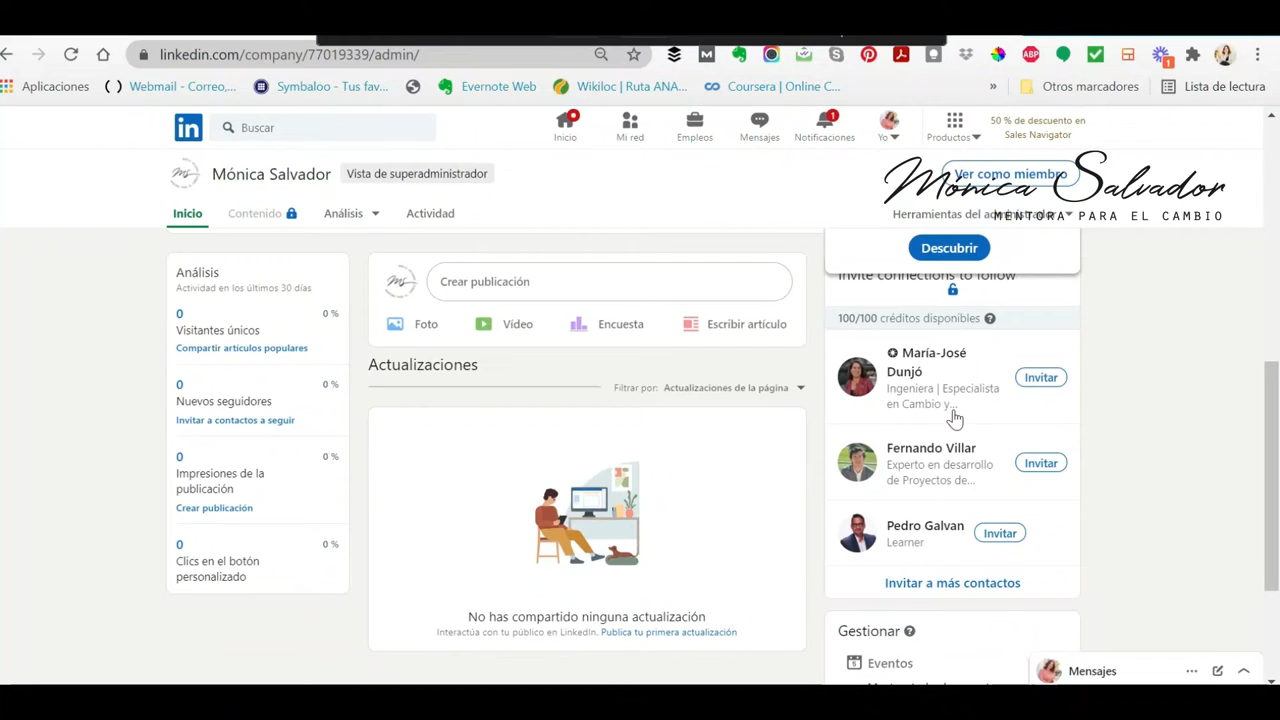 linkedin.com/company/77019339/admin/
ABP
1
Aplicaciones
Webmail - Correo,...
Symbaloo - Tus fav...
Evernote Web
Wikiloc | Ruta ANA...
Coursera | Online C...
»
Otros marcadores
Lista de lectura
in
Buscar
Inicio
Mi red
Empleos
Mensajes
1
Notificaciones
Yo
Productos
50 % de descuento en
Sales Navigator
ms
Mónica Salvador
Vista de superadministrador
Ver como miembro
Mónica Salvador
MENTORA PARA EL CAMBIO
Inicio
Contenido
Análisis
Actividad
Herramientas del administrador
Descubrir
Invite connections to follow
Análisis
Actividad en los últimos 30 días
0
0 %
Visitantes únicos
Compartir artículos populares
0
0 %
Nuevos seguidores
Invitar a contactos a seguir
0
0 %
Impresiones de la
publicación
Crear publicación
0
0 %
Clics en el botón
personalizado
ms
Crear publicación
Foto
Vídeo
Encuesta
Escribir artículo
Actualizaciones
Filtrar por: Actualizaciones de la página
No has compartido ninguna actualización
Interactúa con tu público en LinkedIn. Publica tu primera actualización
100/100 créditos disponibles
✪ María-José
Dunjó
Ingeniera | Especialista
en Cambio y...
Invitar
Fernando Villar
Experto en desarrollo
de Proyectos de...
Invitar
Pedro Galvan
Learner
Invitar
Invitar a más contactos
Gestionar
Eventos
Mensajes